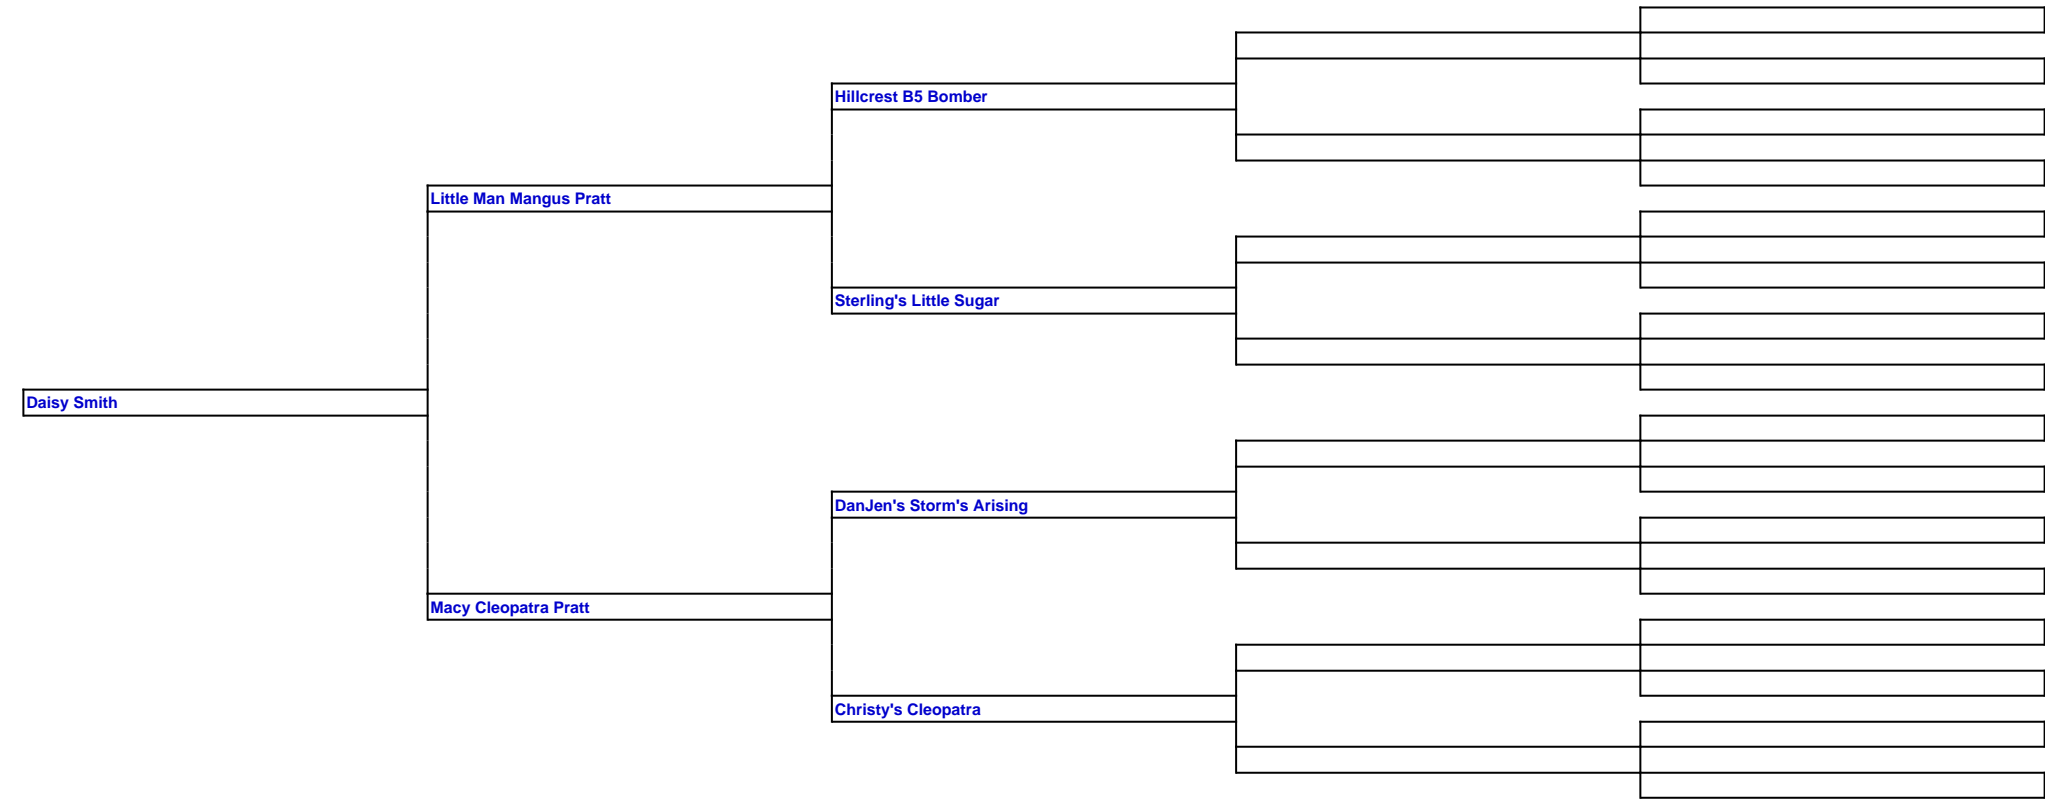 Hillcrest B5 Bomber
Little Man Mangus Pratt
Sterling's Little Sugar
Daisy Smith
DanJen's Storm's Arising
Macy Cleopatra Pratt
Christy's Cleopatra